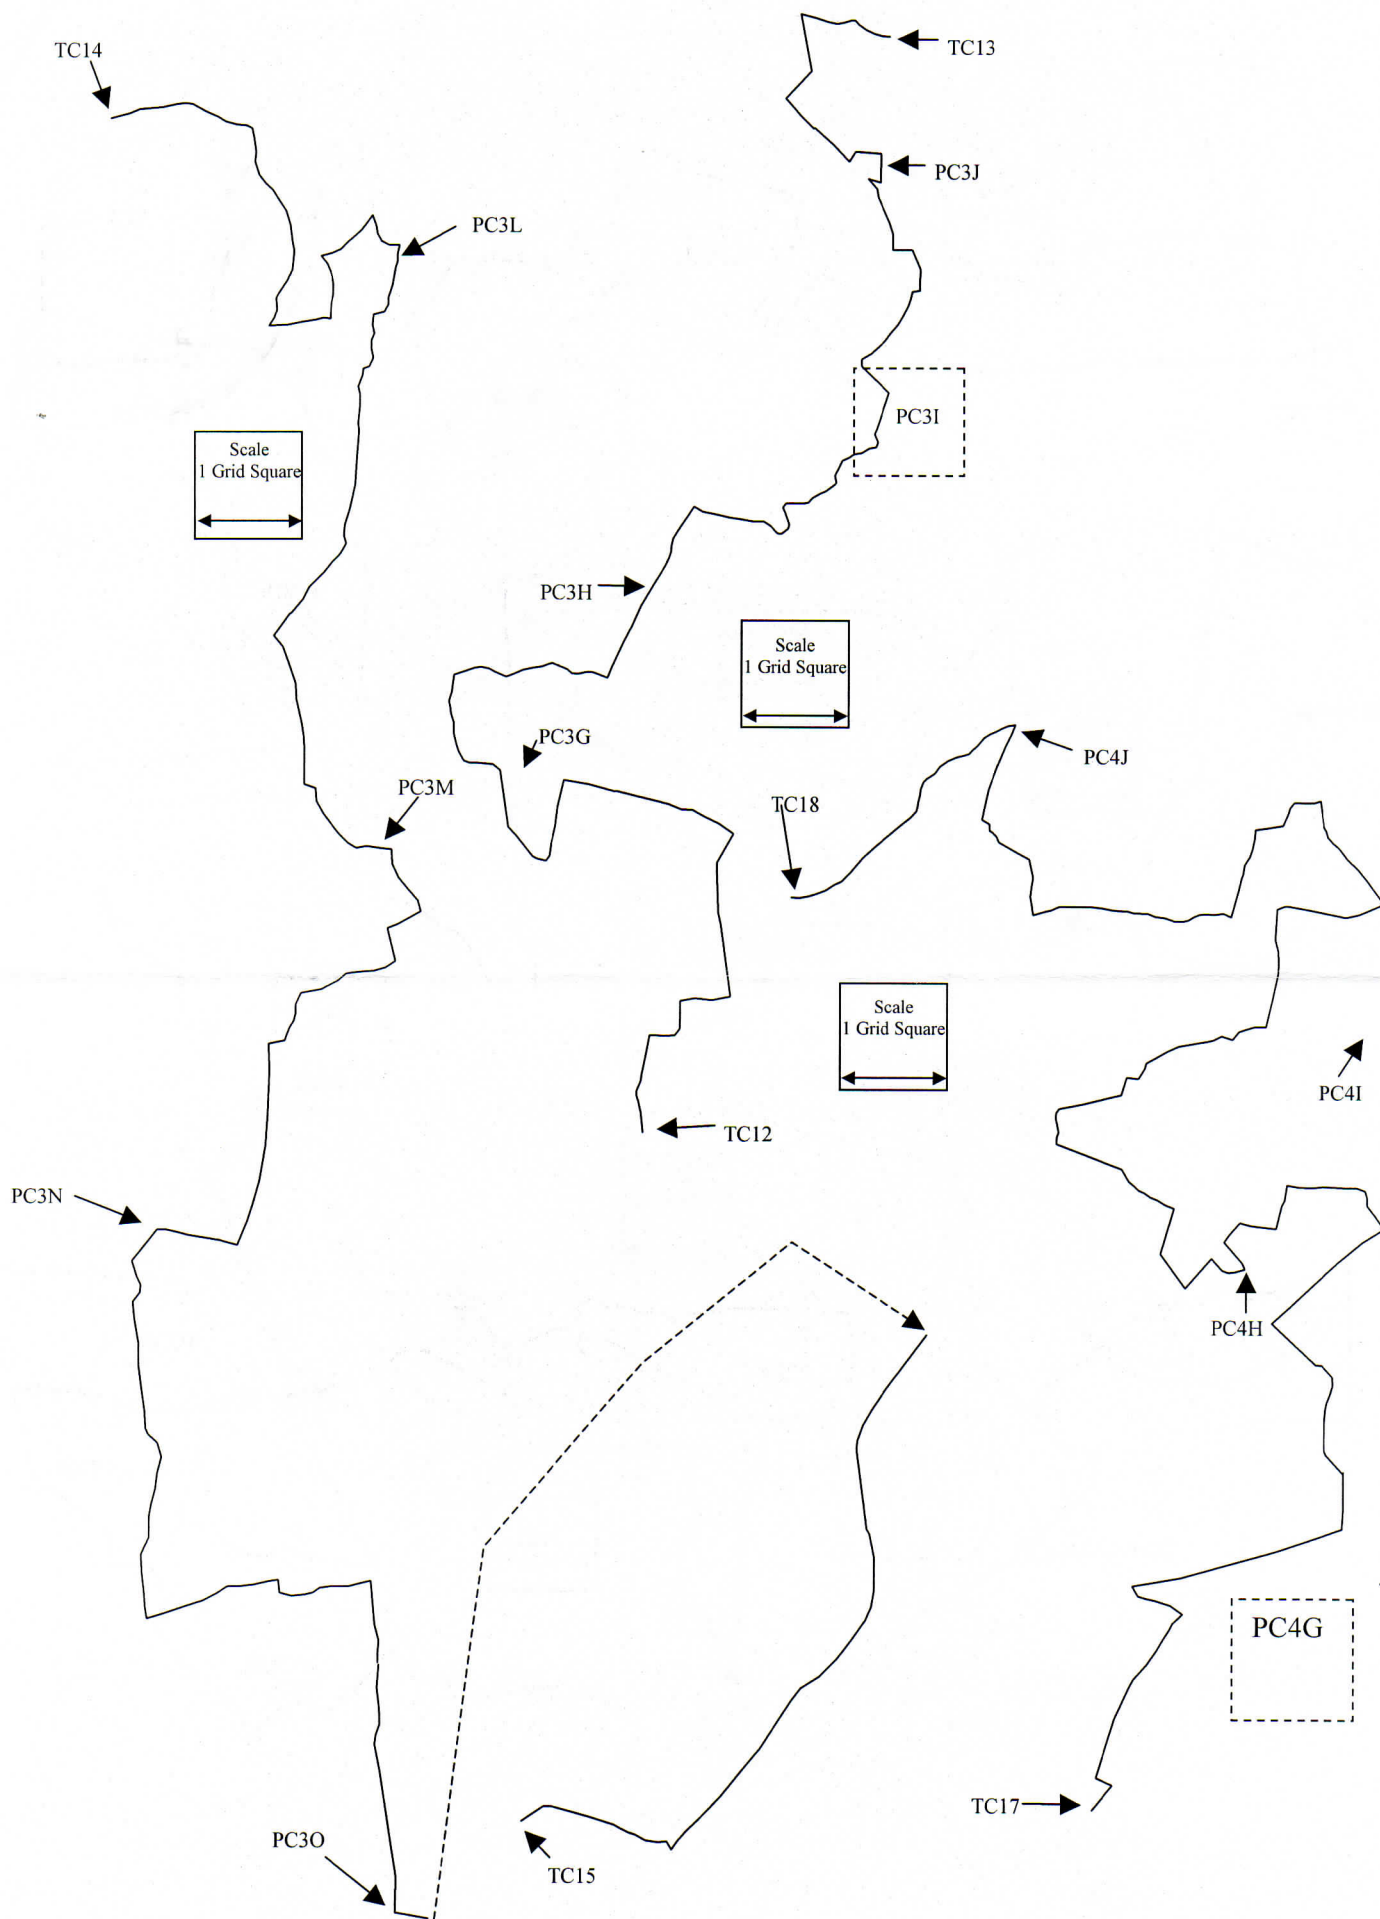 TC13
TC14
PC3J
PC3L
PC3I
Scale
1 Grid Square
PC3H
Scale
1 Grid Square
PC3G
PC4J
PC3M
TC18
Scale
1 Grid Square
PC4I
TC12
PC3N
PC4H
PC4G
TC17
PC3O
TC15